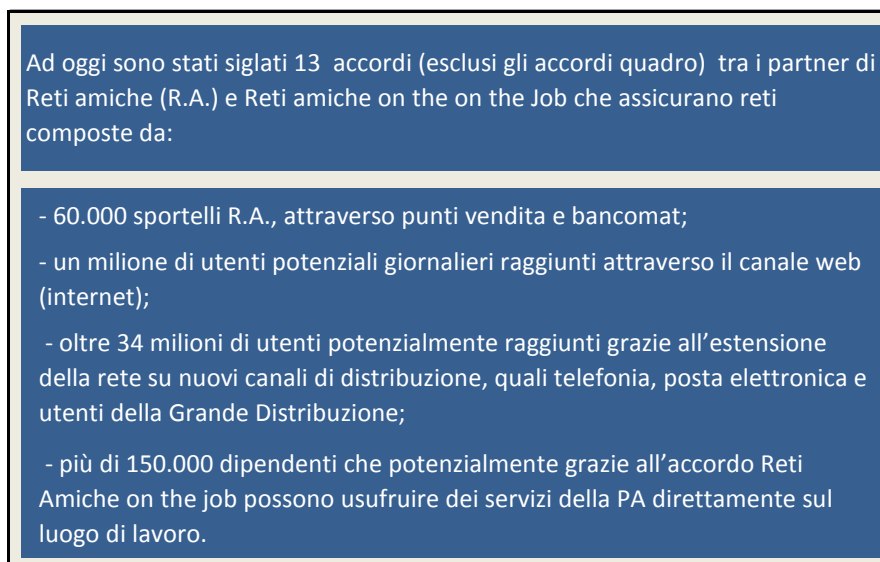 Ad oggi sono stati siglati 13 accordi (esclusi gli accordi quadro) tra i partner di
Reti amiche (R.A.) e Reti amiche on the on the Job che assicurano reti
composte da:
- 60.000 sportelli R.A., attraverso punti vendita e bancomat;
- un milione di utenti potenziali giornalieri raggiunti attraverso il canale web
(internet);
- oltre 34 milioni di utenti potenzialmente raggiunti grazie all’estensione
della rete su nuovi canali di distribuzione, quali telefonia, posta elettronica e
utenti della Grande Distribuzione;
- più di 150.000 dipendenti che potenzialmente grazie all’accordo Reti
Amiche on the job possono usufruire dei servizi della PA direttamente sul
luogo di lavoro.